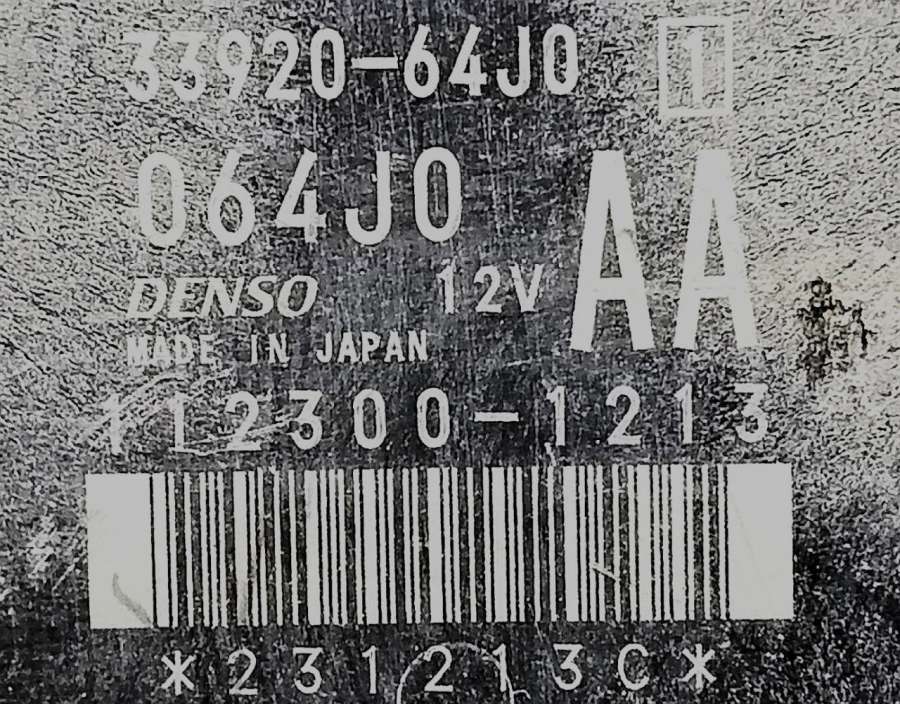 33920-64J0 1
064J0 AA
DENSO 12V
MADE IN JAPAN
112300-1213
*231213C*